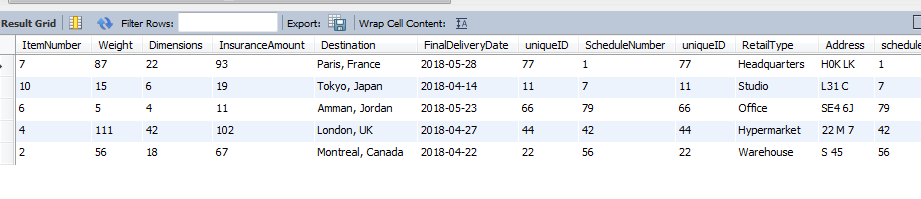 Result Grid Filter Rows: Export: Wrap Cell Content:
ItemNumber Weight Dimensions InsuranceAmount Destination FinalDeliveryDate uniqueID ScheduleNumber uniqueID RetailType Address schedule
7 87 22 93 Paris, France 2018-05-28 77 1 77 Headquarters H0K LK 1
10 15 6 19 Tokyo, Japan 2018-04-14 11 7 11 Studio L31 C 7
6 5 4 11 Amman, Jordan 2018-05-23 66 79 66 Office SE4 6J 79
4 111 42 102 London, UK 2018-04-27 44 42 44 Hypermarket 22 M 7 42
2 56 18 67 Montreal, Canada 2018-04-22 22 56 22 Warehouse S 45 56